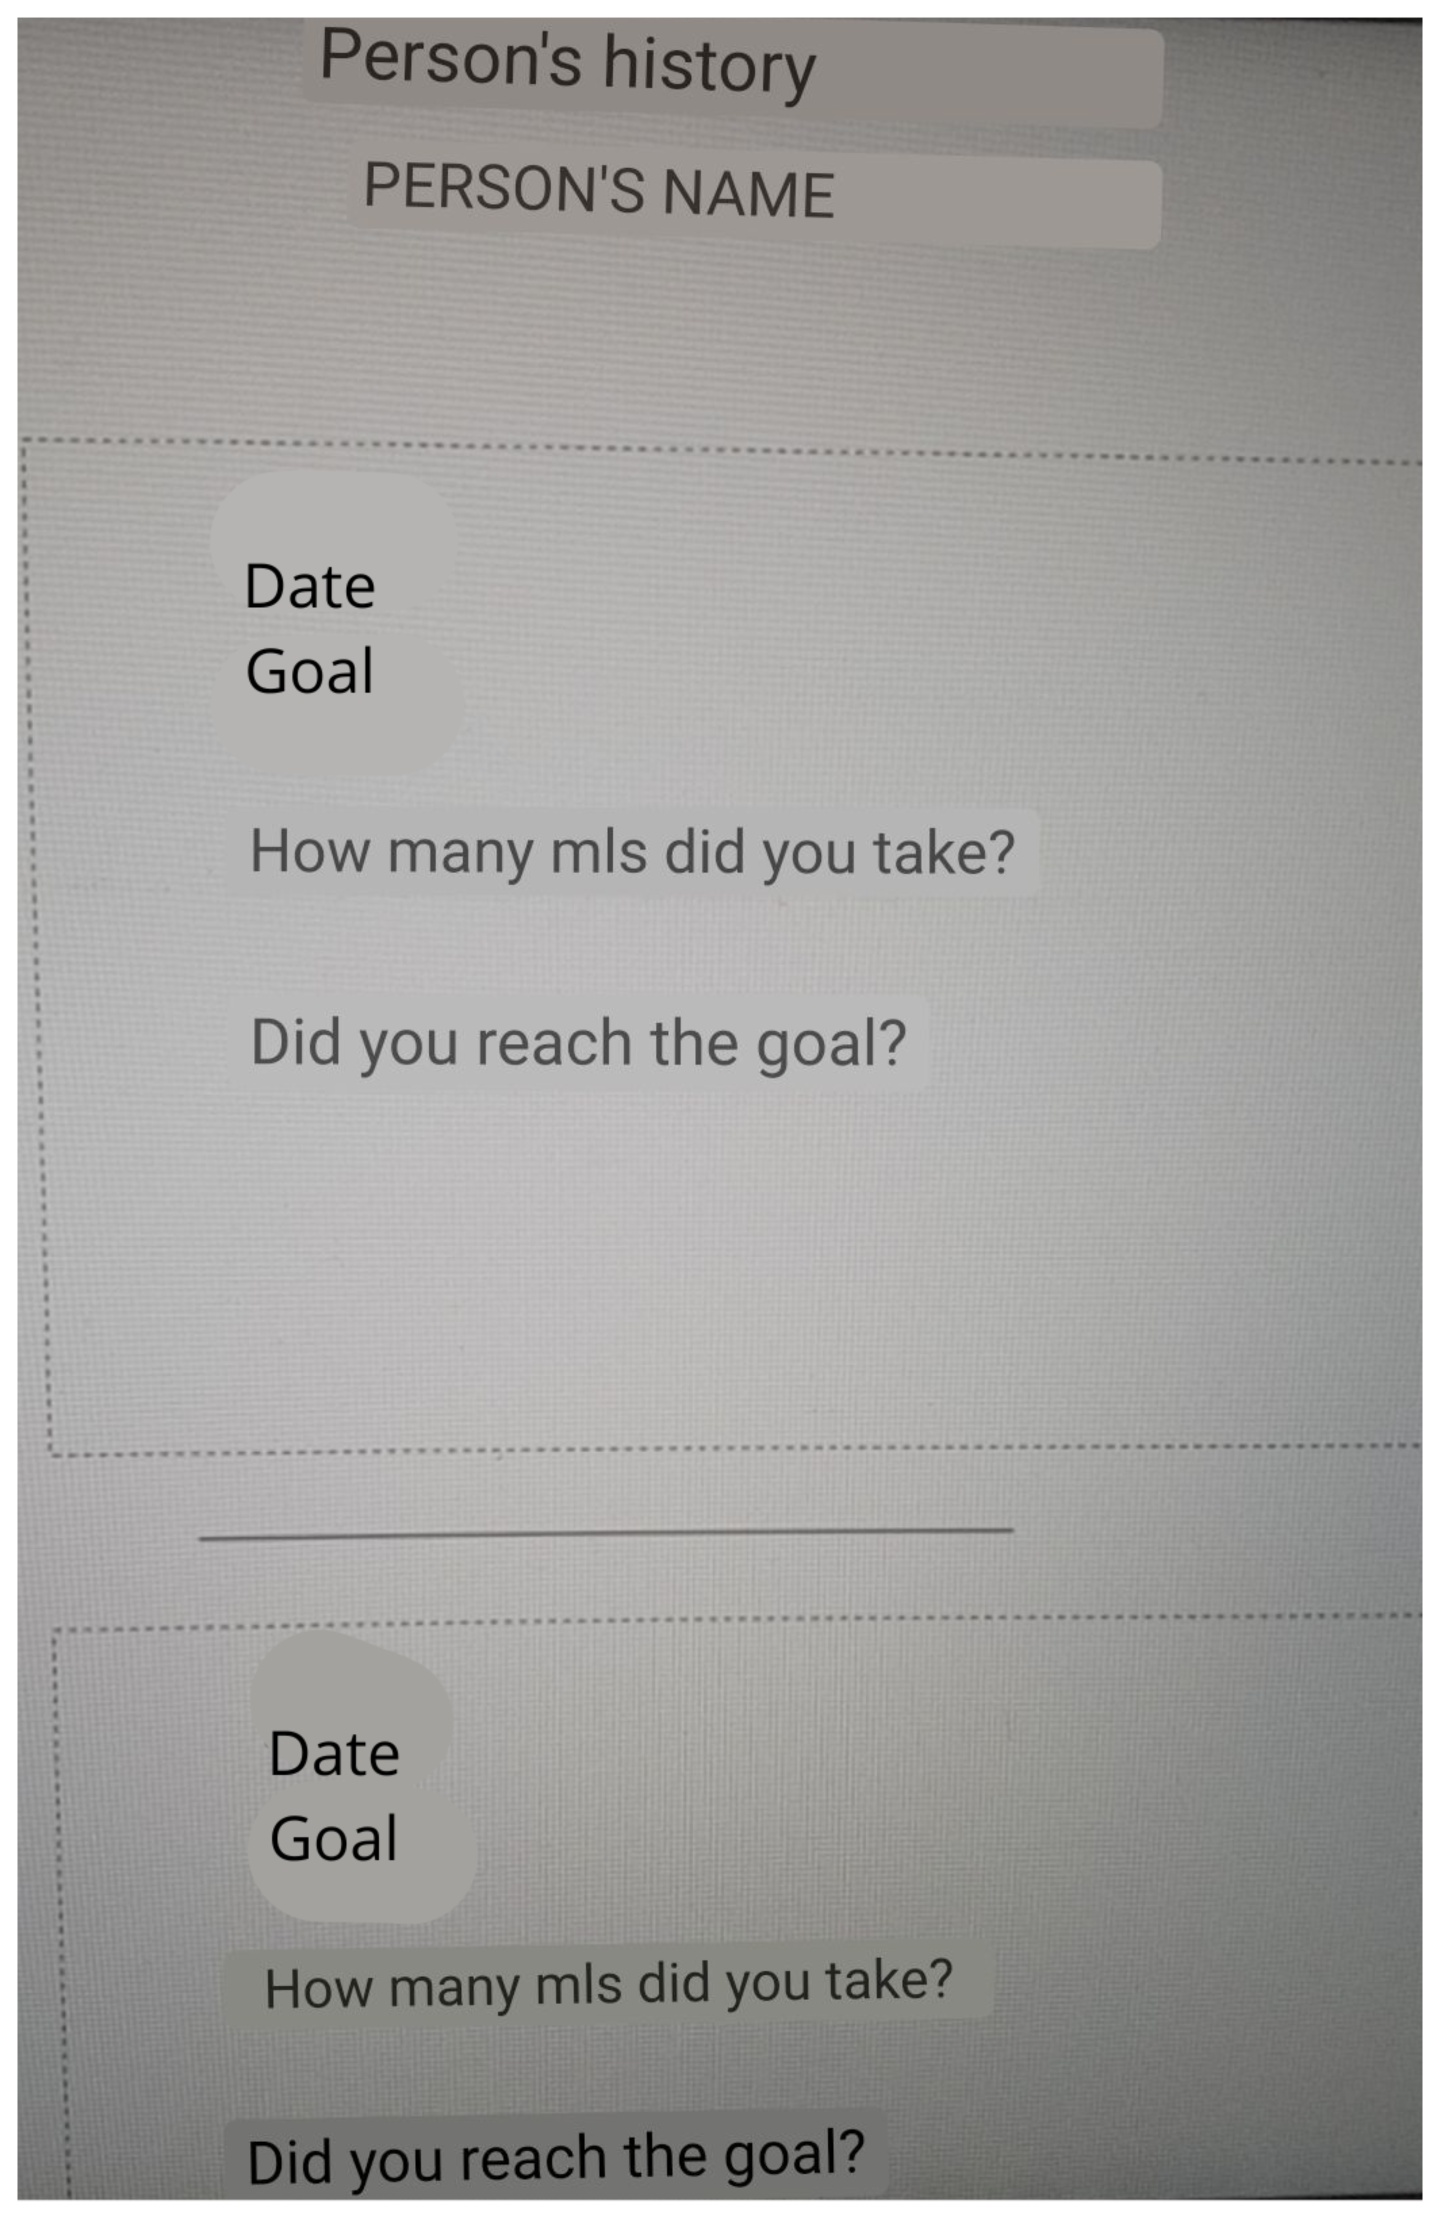 Person's history
PERSON'S NAME
Date
Goal
How many mls did you take?
Did you reach the goal?
Date
Goal
How many mls did you take?
Did you reach the goal?